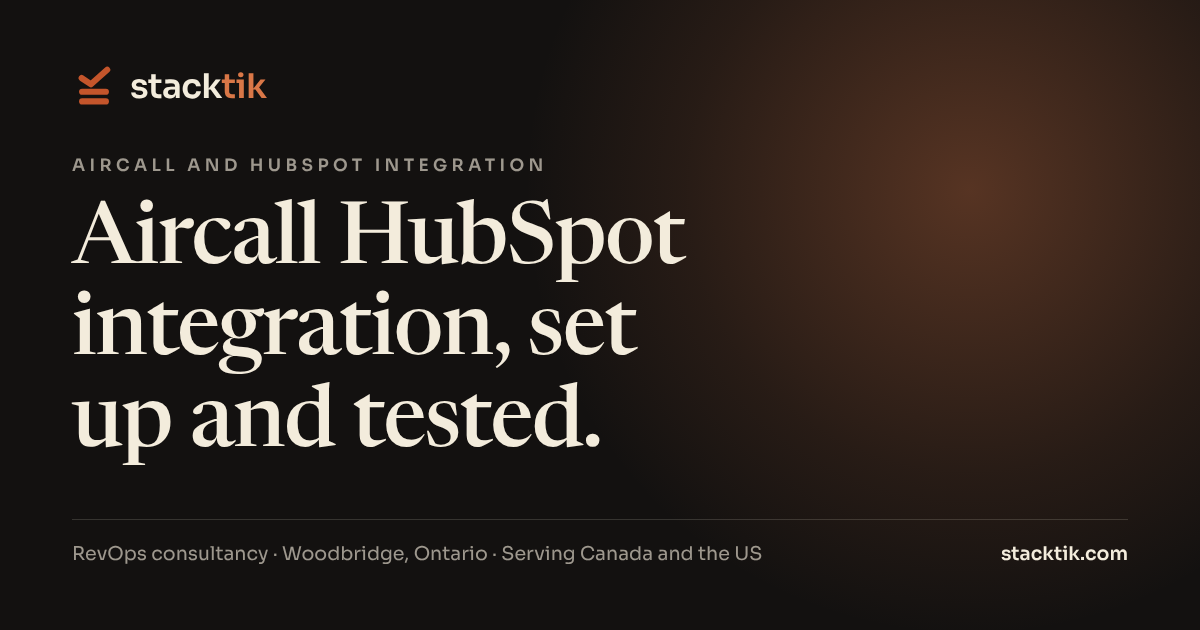 stacktik
AIRCALL AND HUBSPOT INTEGRATION
Aircall HubSpot
integration, set
up and tested.
RevOps consultancy · Woodbridge, Ontario · Serving Canada and the US
stacktik.com